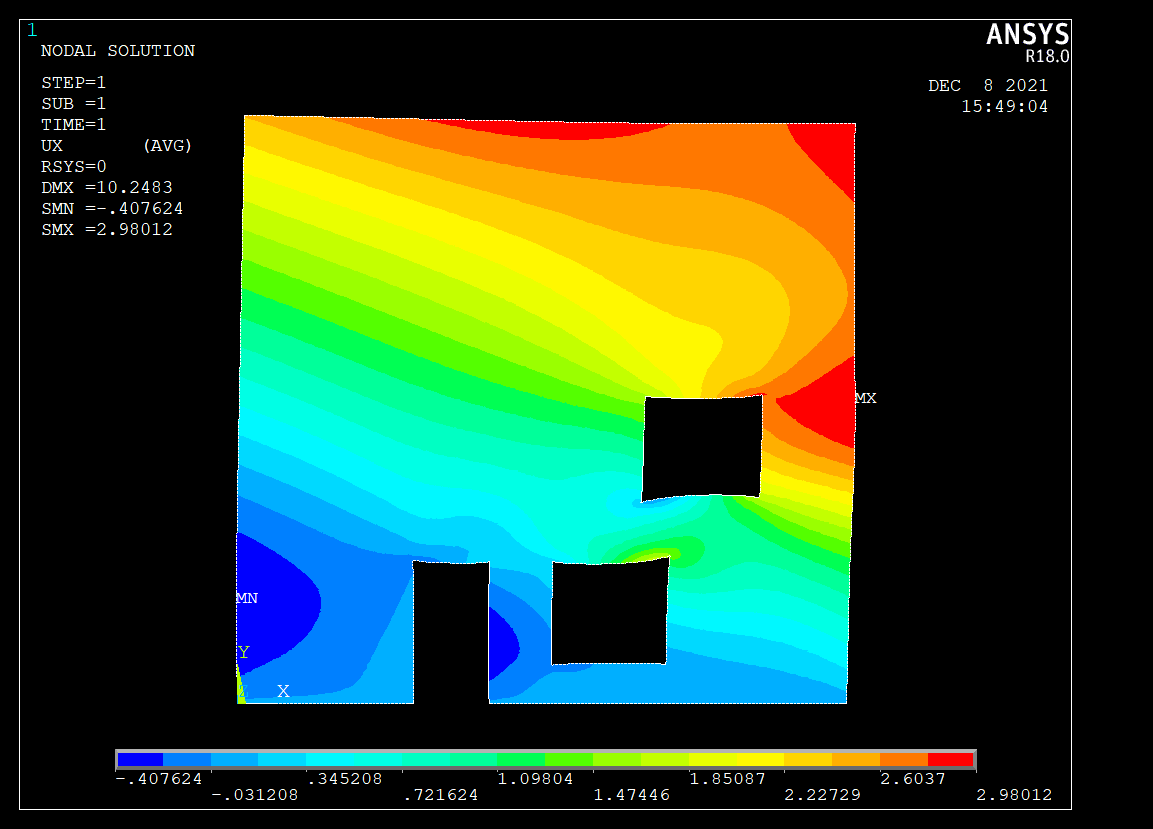 1
ANSYS
R18.0
NODAL SOLUTION
STEP=1
SUB =1
TIME=1
UX (AVG)
RSYS=0
DMX =10.2483
SMN =-.407624
SMX =2.98012
DEC 8 2021
15:49:04
MX
MN
Y
Z X
-.407624 .345208 1.09804 1.85087 2.6037
-.031208 .721624 1.47446 2.22729 2.98012